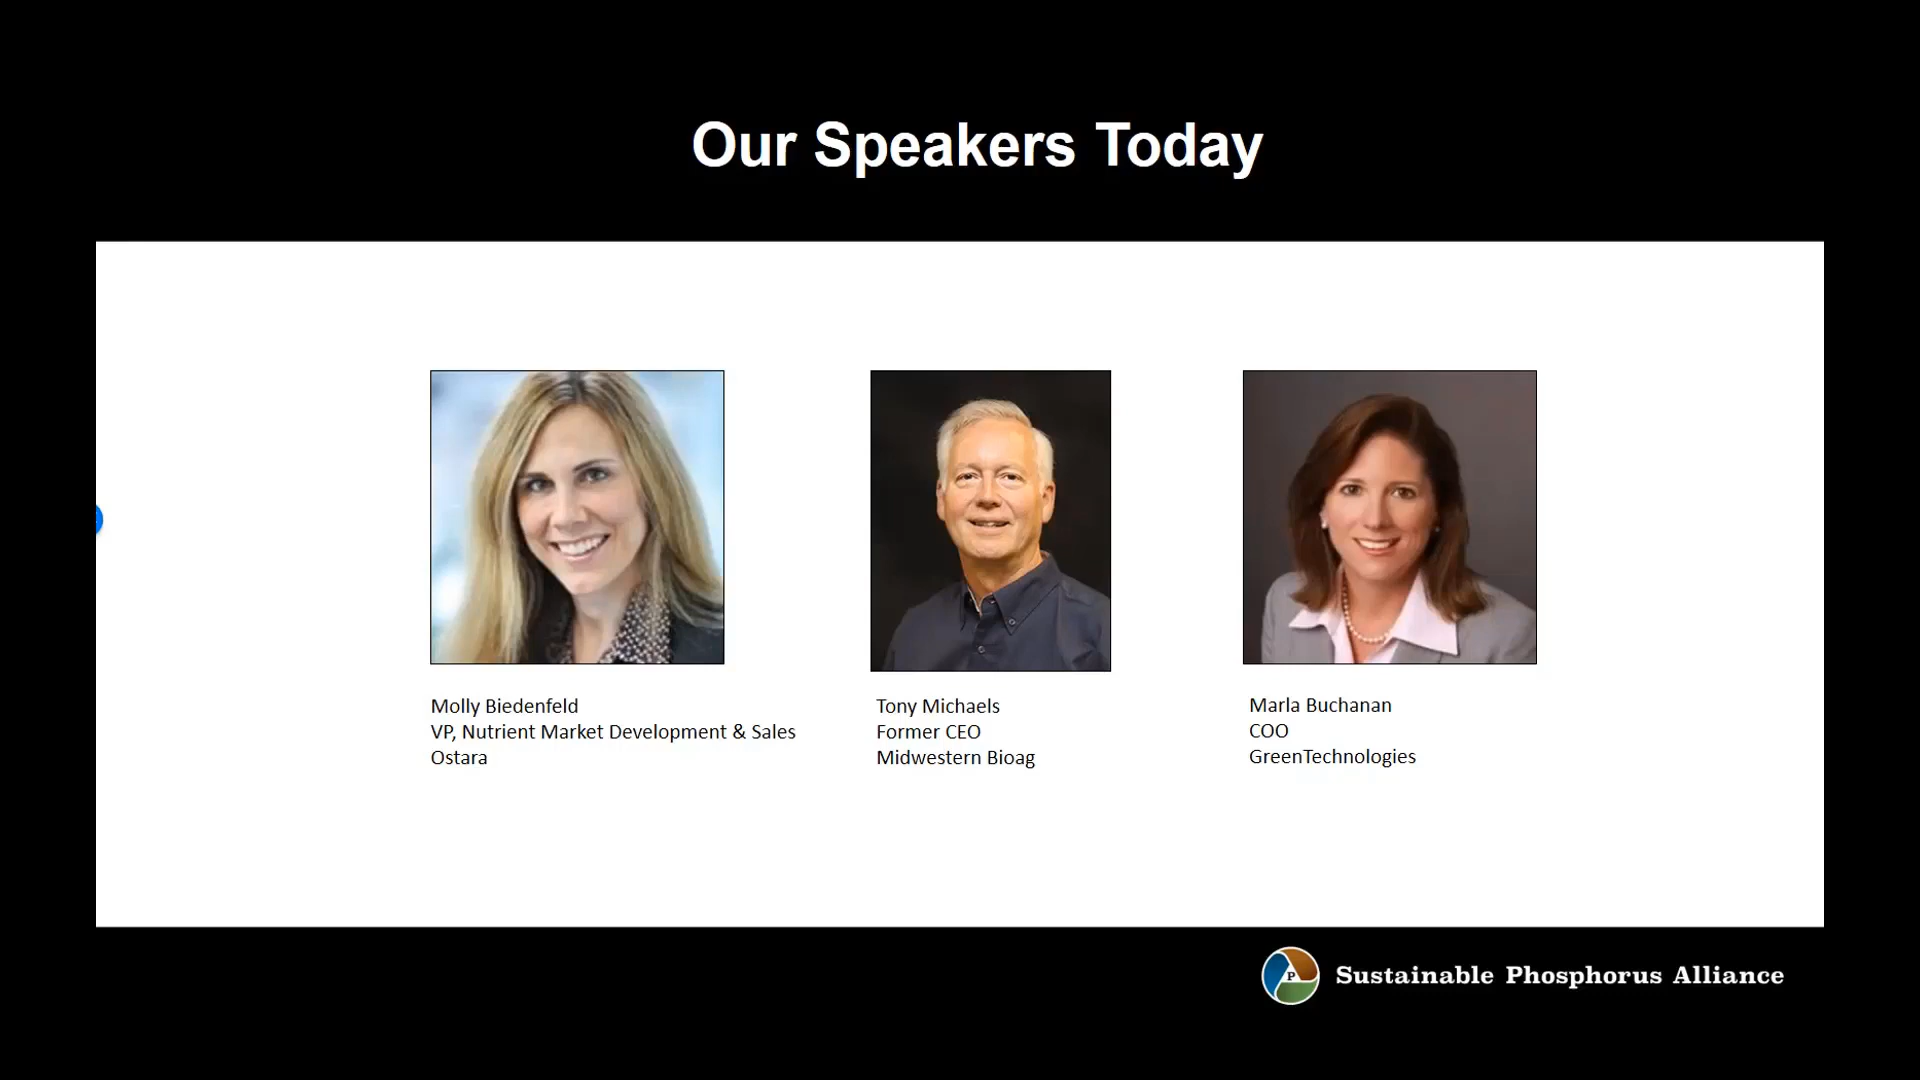 Our Speakers Today
Molly Biedenfeld
VP, Nutrient Market Development & Sales
Ostara
Tony Michaels
Former CEO
Midwestern Bioag
Marla Buchanan
COO
GreenTechnologies
P
Sustainable Phosphorus Alliance